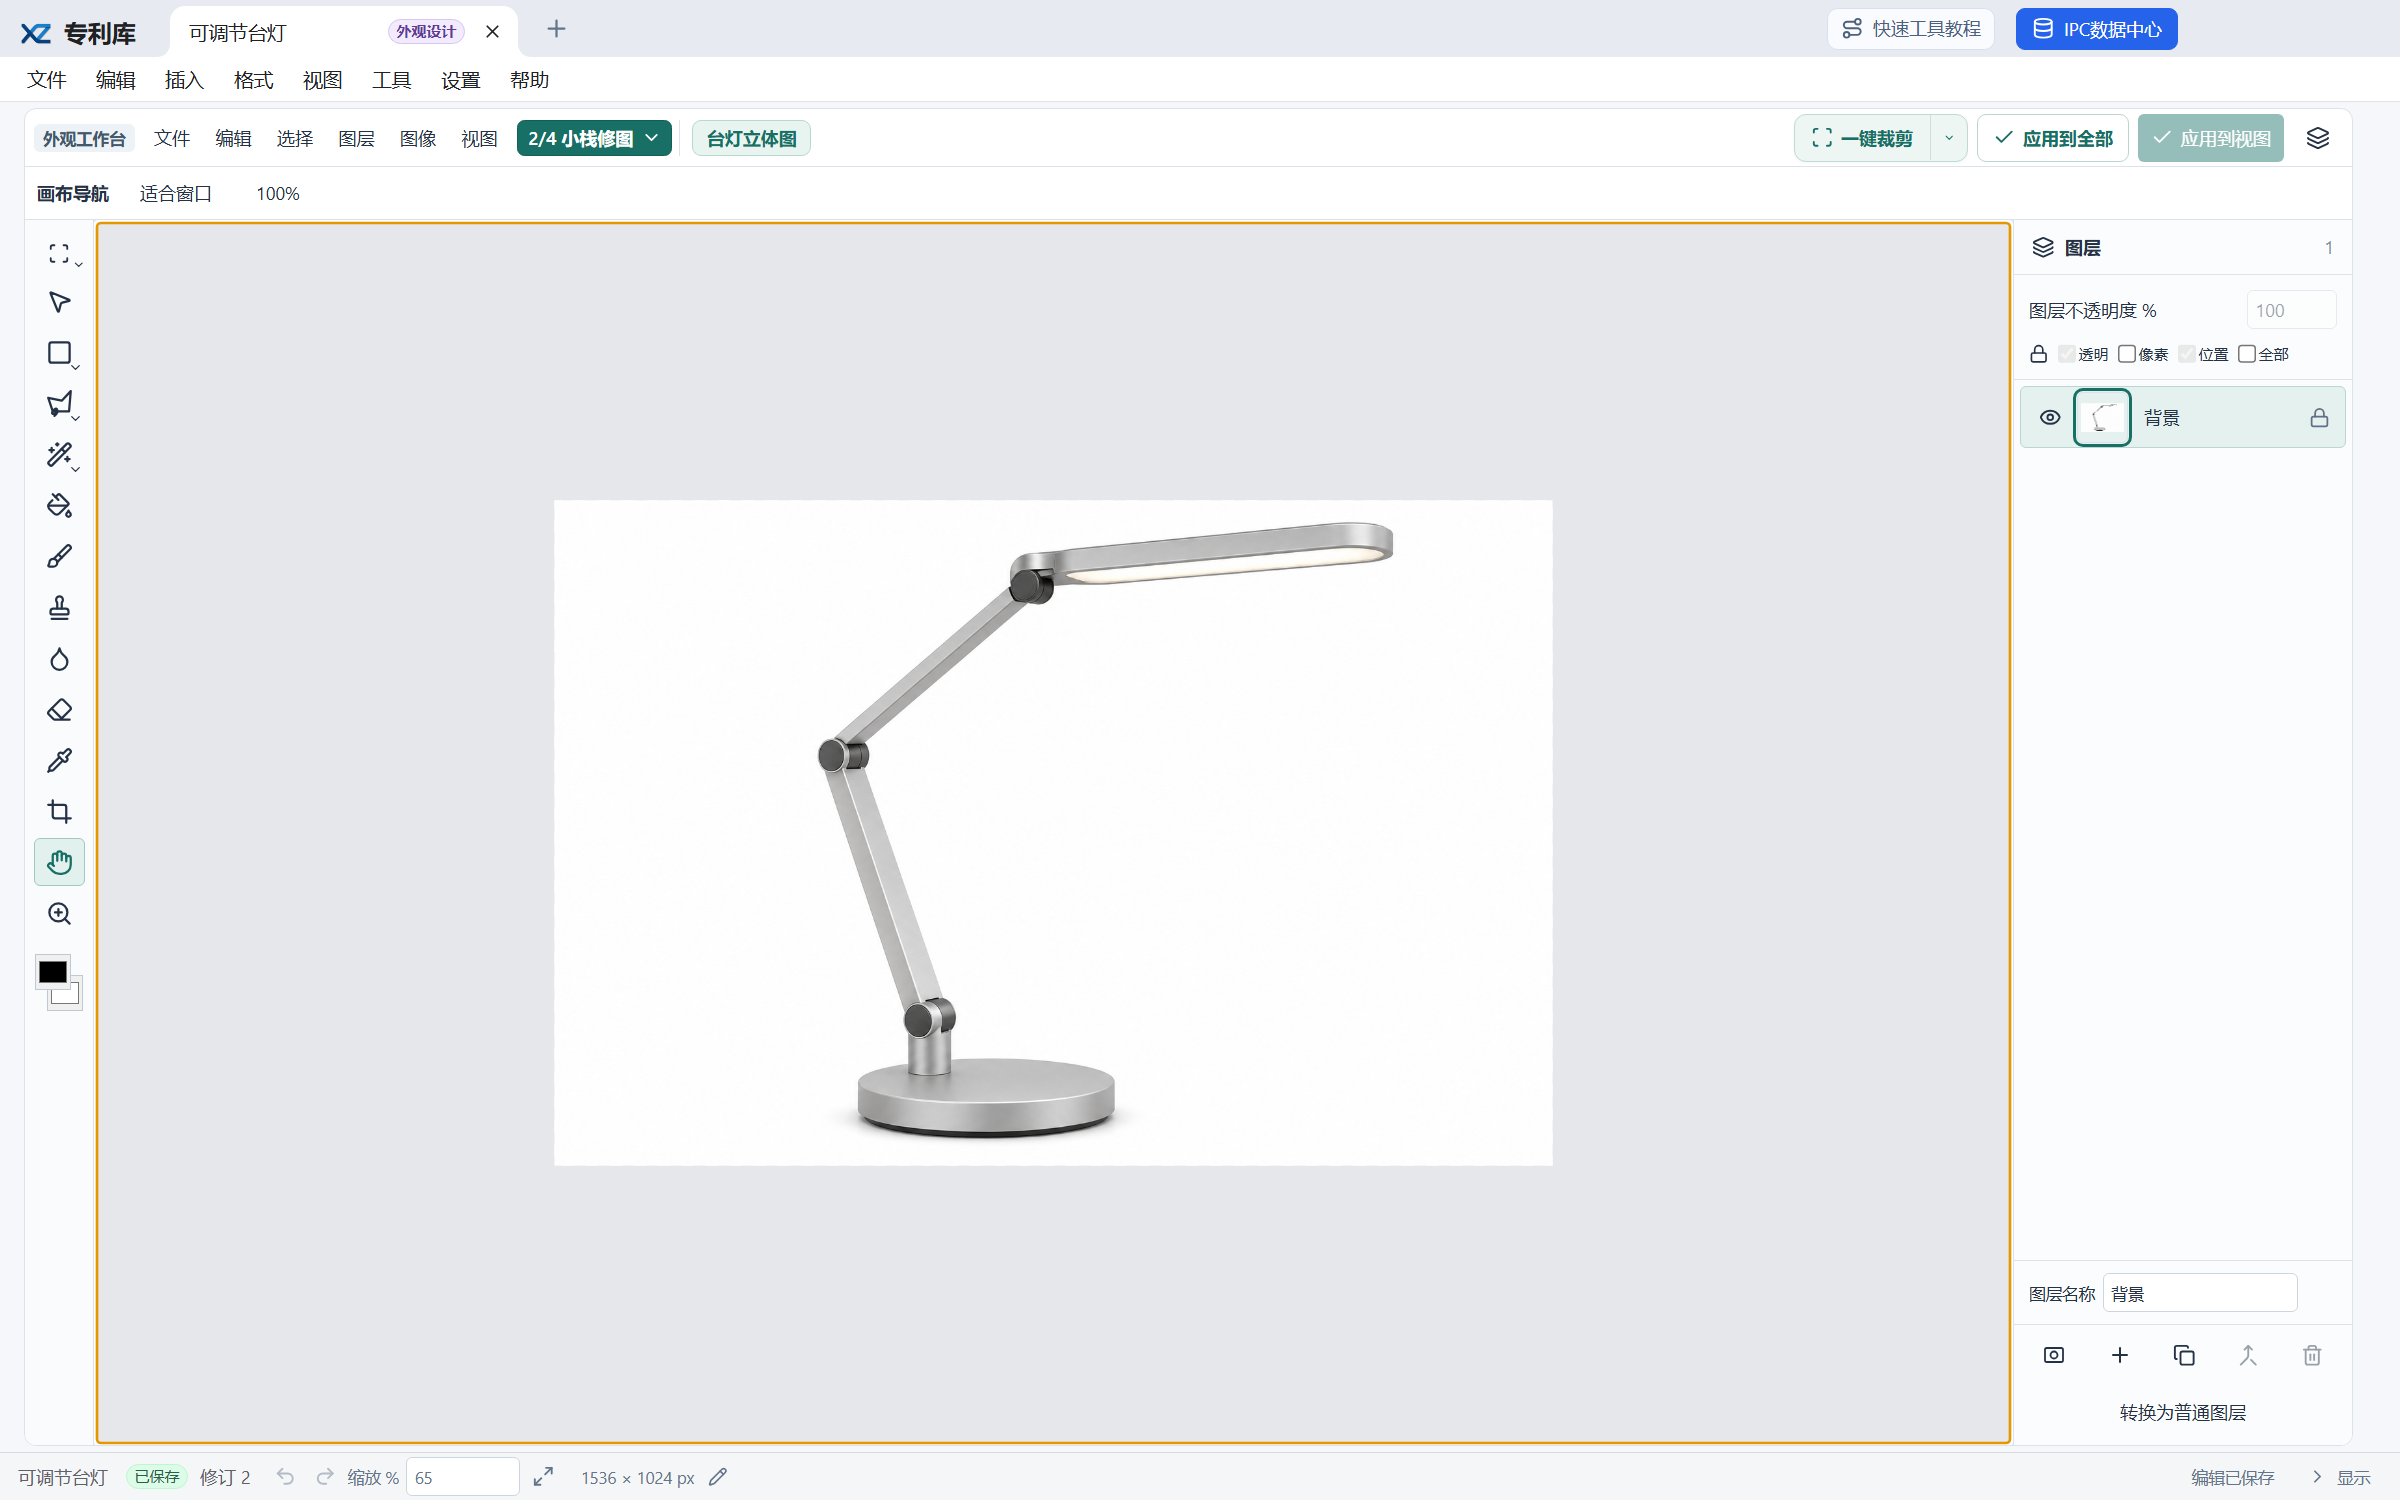 专利库
可调节台灯
外观设计
快速工具教程
IPC数据中心
文件 编辑 插入 格式 视图 工具 设置 帮助
外观工作台 文件 编辑 选择 图层 图像 视图 2/4 小栈修图 台灯立体图 一键裁剪 应用到全部 应用到视图
画布导航 适合窗口 100%
图层 1
图层不透明度 % 100
透明 像素 位置 全部
背景
图层名称 背景
转换为普通图层
可调节台灯 已保存 修订 2 缩放 % 65 1536 × 1024 px 编辑已保存 显示